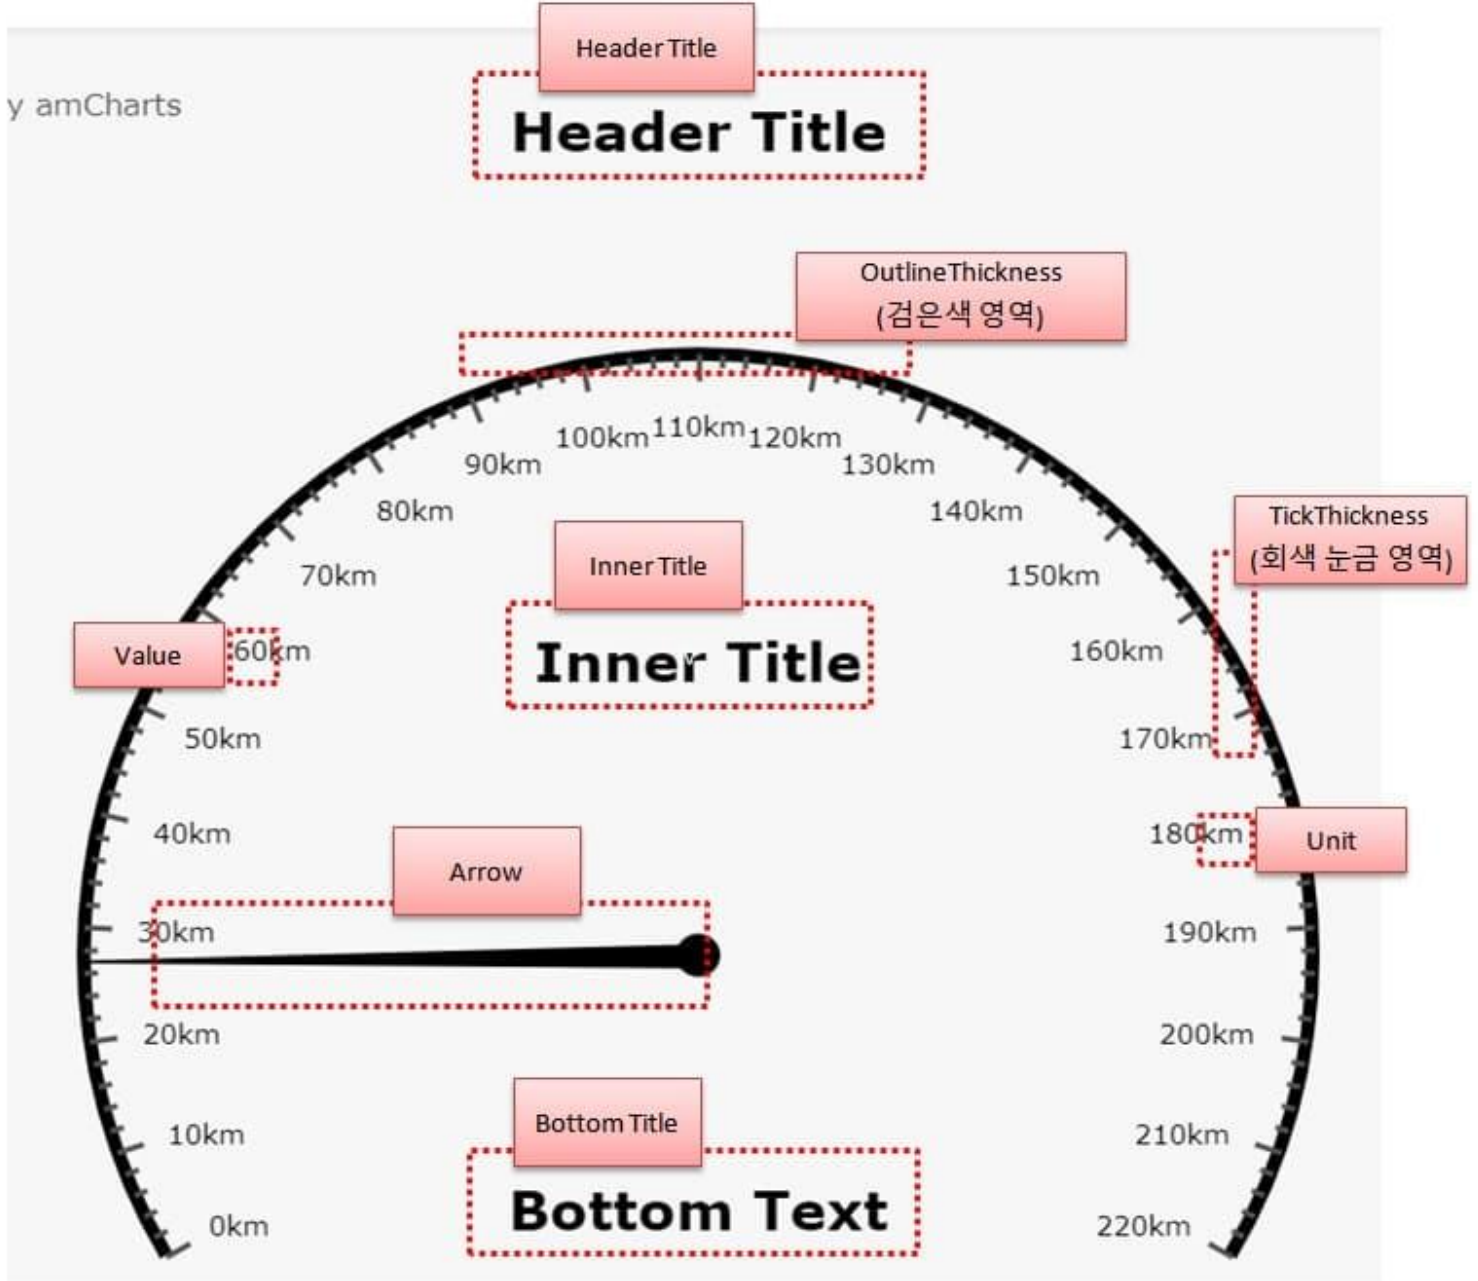 Header Title
y amCharts
Header Title
OutlineThickness
(검은색 영역)
100km
110km
120km
90km
130km
80km
140km
TickThickness
(회색 눈금 영역)
Inner Title
70km
150km
Value
60km
Inner Title
160km
50km
170km
40km
180km
Unit
Arrow
30km
190km
20km
200km
Bottom Title
10km
210km
Bottom Text
0km
220km